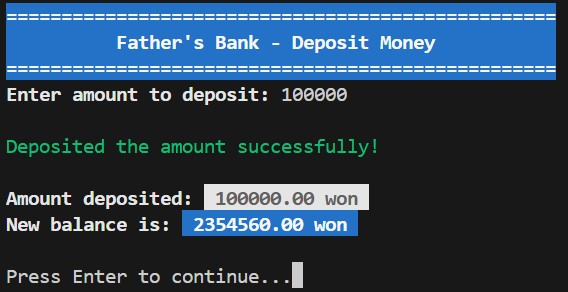 ==================================================
Father's Bank - Deposit Money
==================================================
Enter amount to deposit: 100000
Deposited the amount successfully!
Amount deposited: 100000.00 won
New balance is: 2354560.00 won
Press Enter to continue...